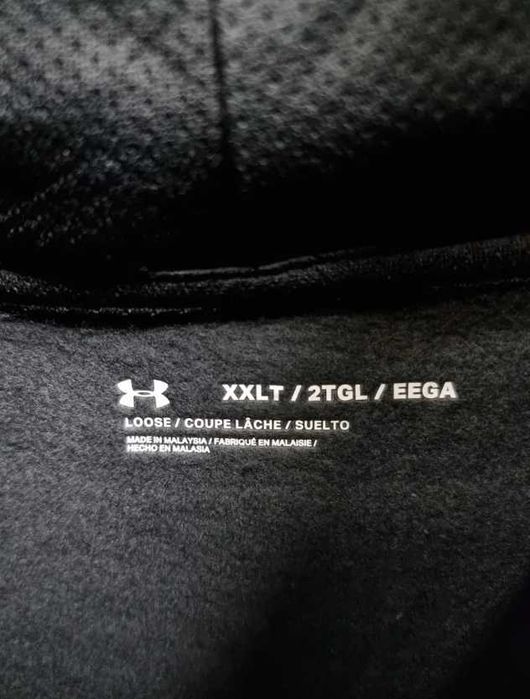 XXLT / 2TGL / EEGA
LOOSE / COUPE LÂCHE / SUELTO
MADE IN MALAYSIA / FABRIQUÉ EN MALAISIE /
HECHO EN MALASIA